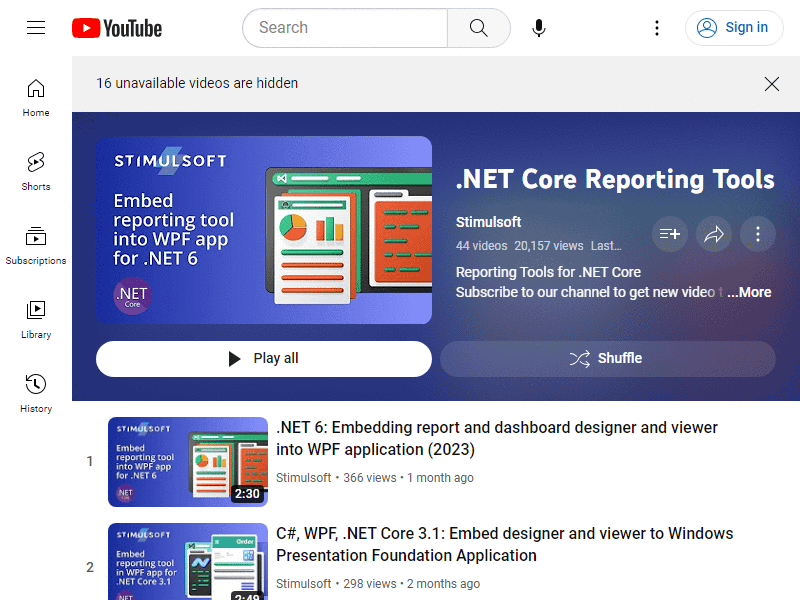 YouTube
Search
Sign in
16 unavailable videos are hidden
Home
Shorts
Subscriptions
Library
History
STIMULSOFT
Embed
reporting tool
into WPF app
for .NET 6
.NET
Core
.NET Core Reporting Tools
Stimulsoft
44 videos 20,157 views Last...
Reporting Tools for .NET Core
Subscribe to our channel to get new video t ...More
Play all
Shuffle
1
STIMULSOFT
Embed
reporting tool
into WPF app
for .NET 6
.NET
2:30
.NET 6: Embedding report and dashboard designer and viewer
into WPF application (2023)
Stimulsoft • 366 views • 1 month ago
2
STIMULSOFT
Embed
reporting tool
in WPF app for
.NET Core 3.1
.NET
Order
2:49
C#, WPF, .NET Core 3.1: Embed designer and viewer to Windows
Presentation Foundation Application
Stimulsoft • 298 views • 2 months ago